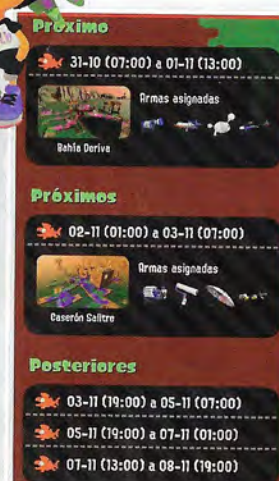 Próximo
31-10 (07:00) a 01-11 (13:00)
Armas asignadas
Bahía Deriva
Próximos
02-11 (01:00) a 03-11 (07:00)
Armas asignadas
Caserón Salitre
Posteriores
03-11 (19:00) a 05-11 (07:00)
05-11 (19:00) a 07-11 (01:00)
07-11 (13:00) a 08-11 (19:00)